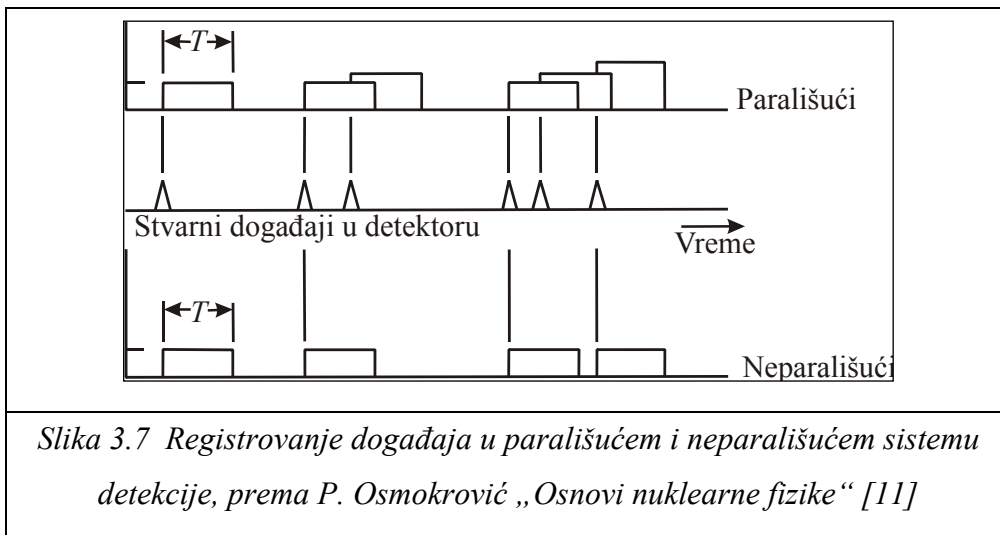 T
Parališući
Stvarni događaji u detektoru
Vreme
T
Neparališući
Slika 3.7 Registrovanje događaja u parališućem i neparališućem sistemu
detekcije, prema P. Osmokrović „Osnovi nuklearne fizike“ [11]